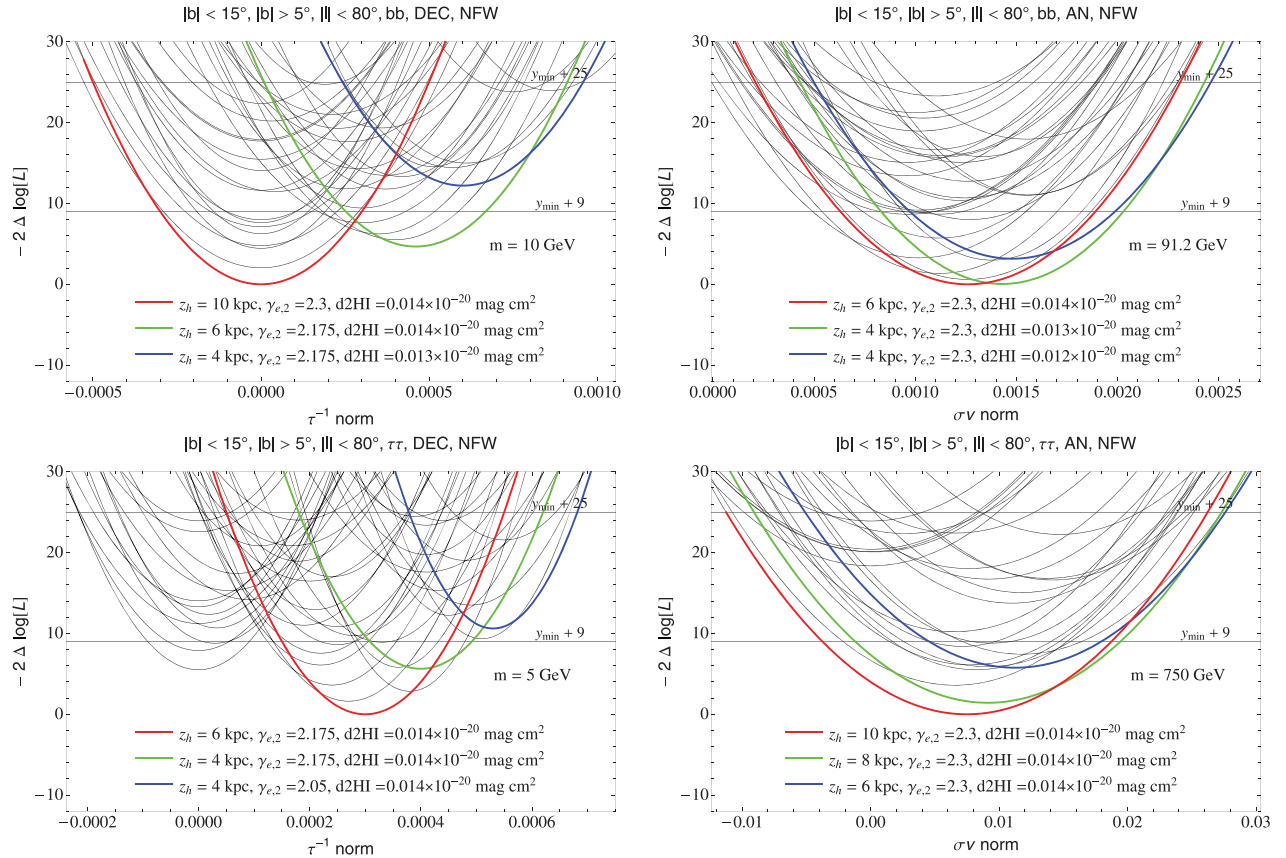 |b| < 15°, |b| > 5°, |l| < 80°, bb, DEC, NFW
30
20
10
0
−10
− 2 Δ log[L]
y_min + 25
y_min + 9
m = 10 GeV
z_h = 10 kpc, γ_e,2 =2.3, d2HI =0.014×10^−20 mag cm^2
z_h = 6 kpc, γ_e,2 =2.175, d2HI =0.014×10^−20 mag cm^2
z_h = 4 kpc, γ_e,2 =2.175, d2HI =0.013×10^−20 mag cm^2
−0.0005 0.0000 0.0005 0.0010
τ^−1 norm
|b| < 15°, |b| > 5°, |l| < 80°, bb, AN, NFW
30
20
10
0
−10
− 2 Δ log[L]
y_min + 25
y_min + 9
m = 91.2 GeV
z_h = 6 kpc, γ_e,2 =2.3, d2HI =0.014×10^−20 mag cm^2
z_h = 4 kpc, γ_e,2 =2.3, d2HI =0.013×10^−20 mag cm^2
z_h = 4 kpc, γ_e,2 =2.3, d2HI =0.012×10^−20 mag cm^2
0.0000 0.0005 0.0010 0.0015 0.0020 0.0025
σv norm
|b| < 15°, |b| > 5°, |l| < 80°, ττ, DEC, NFW
30
20
10
0
−10
− 2 Δ log[L]
y_min + 25
y_min + 9
m = 5 GeV
z_h = 6 kpc, γ_e,2 =2.175, d2HI =0.014×10^−20 mag cm^2
z_h = 4 kpc, γ_e,2 =2.175, d2HI =0.014×10^−20 mag cm^2
z_h = 4 kpc, γ_e,2 =2.05, d2HI =0.014×10^−20 mag cm^2
−0.0002 0.0000 0.0002 0.0004 0.0006
τ^−1 norm
|b| < 15°, |b| > 5°, |l| < 80°, ττ, AN, NFW
30
20
10
0
−10
− 2 Δ log[L]
y_min + 25
y_min + 9
m = 750 GeV
z_h = 10 kpc, γ_e,2 =2.3, d2HI =0.014×10^−20 mag cm^2
z_h = 8 kpc, γ_e,2 =2.3, d2HI =0.014×10^−20 mag cm^2
z_h = 6 kpc, γ_e,2 =2.3, d2HI =0.014×10^−20 mag cm^2
−0.01 0.00 0.01 0.02 0.03
σv norm